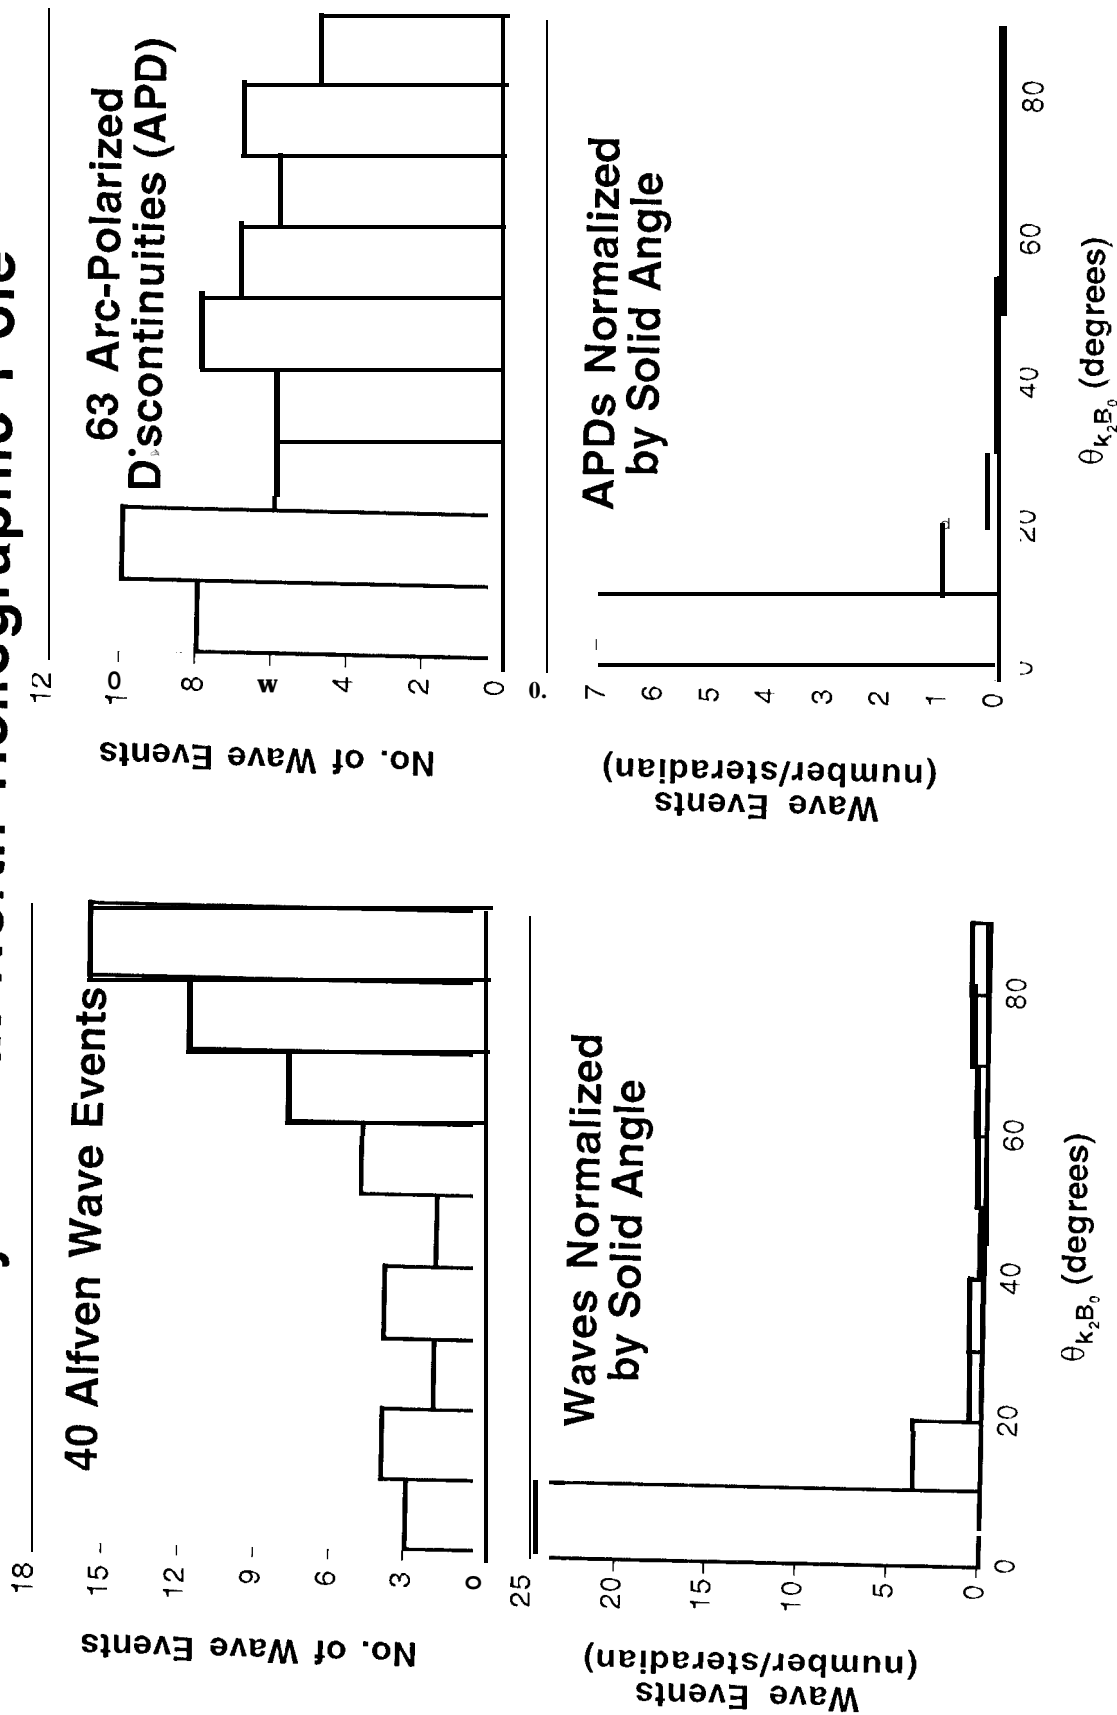 40 Alfven Wave Events
No. of Wave Events
18
15
12
9
6
3
0
Waves Normalized
by Solid Angle
Wave Events
(number/steradian)
25
20
15
10
5
0
0 20 40 60 80
θk₂B₀ (degrees)
63 Arc-Polarized
Discontinuities (APD)
No. of Wave Events
12
10
8
w
4
2
0
APDs Normalized
by Solid Angle
Wave Events
(number/steradian)
0.
7
6
5
4
3
2
1
0
20 40 60 80
d
θk₂B₀ (degrees)